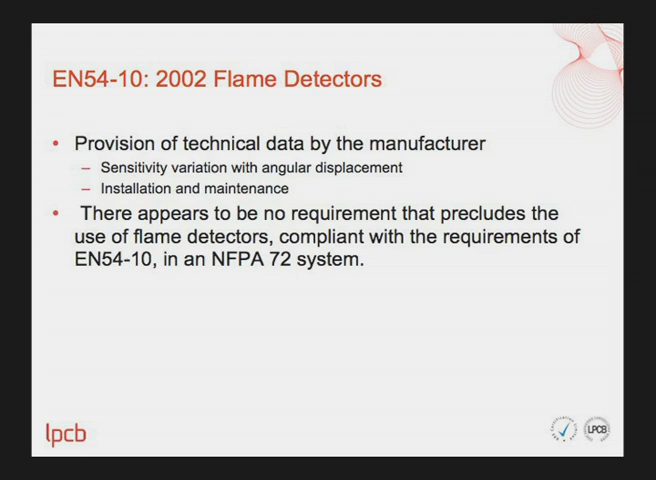 EN54-10: 2002 Flame Detectors
• Provision of technical data by the manufacturer
– Sensitivity variation with angular displacement
– Installation and maintenance
• There appears to be no requirement that precludes the
use of flame detectors, compliant with the requirements of
EN54-10, in an NFPA 72 system.
lpcb
LPCB